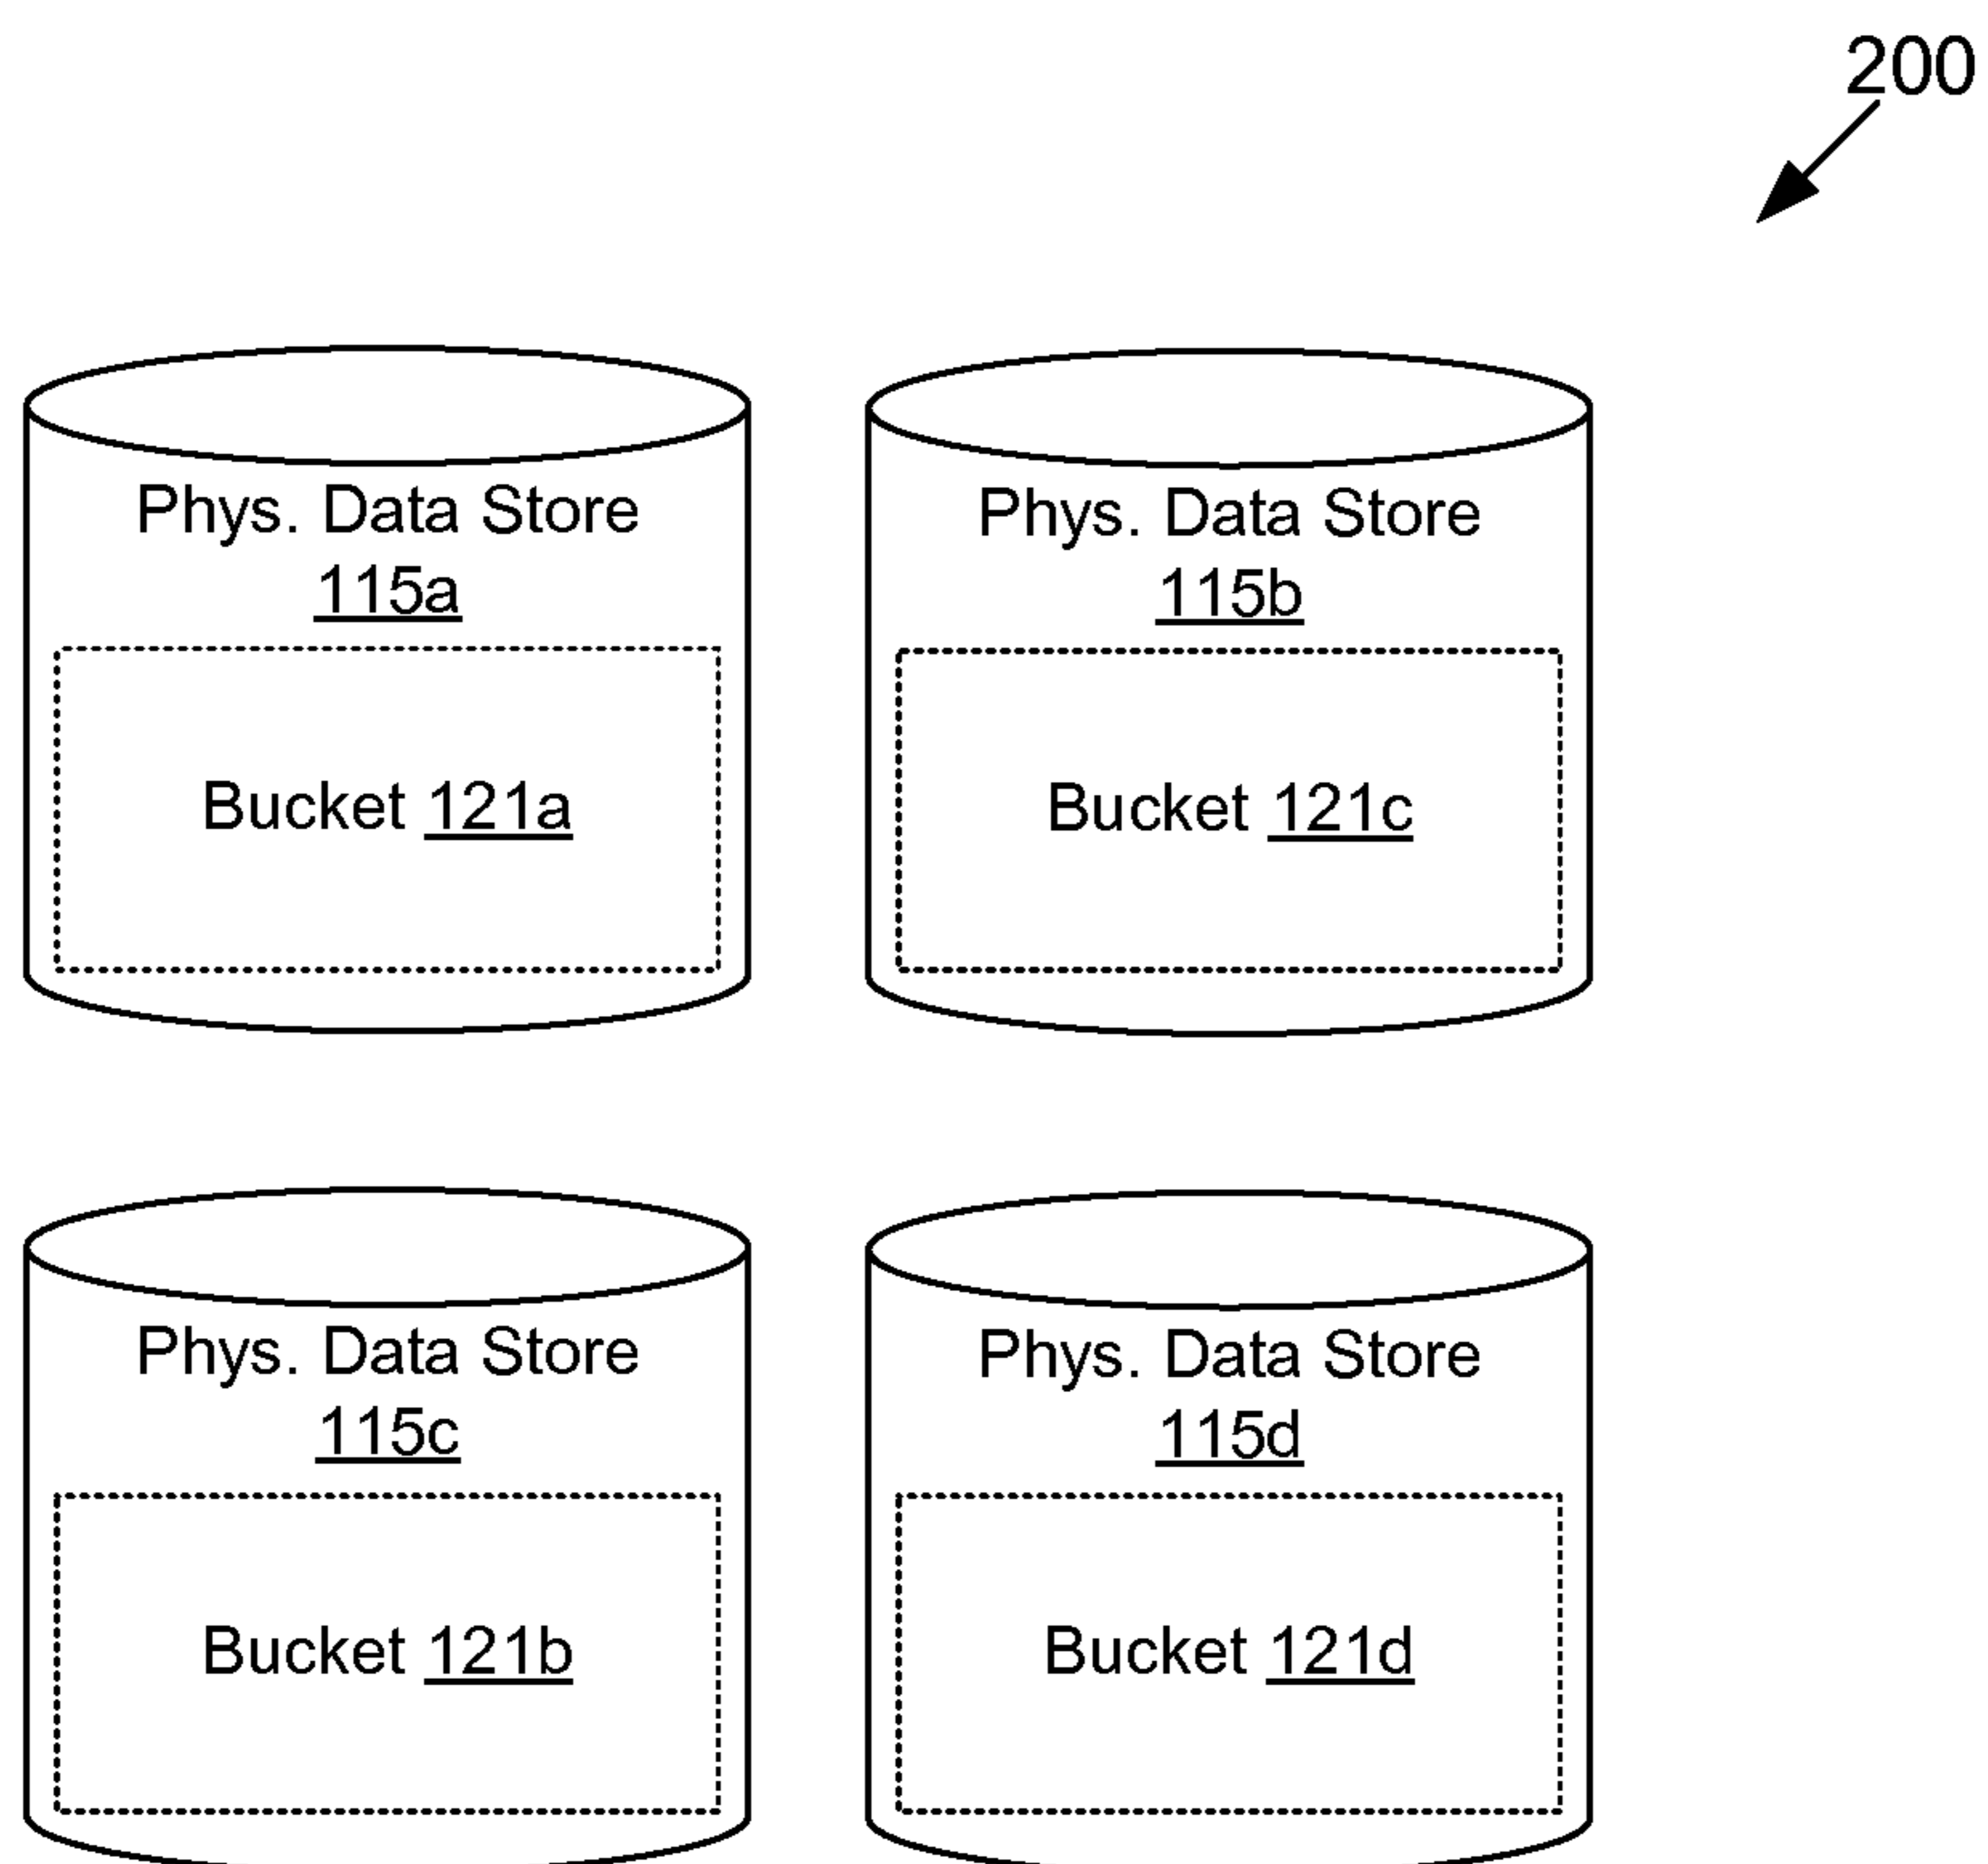 200
Phys. Data Store
115a
Bucket 121a
Phys. Data Store
115b
Bucket 121c
Phys. Data Store
115c
Bucket 121b
Phys. Data Store
115d
Bucket 121d